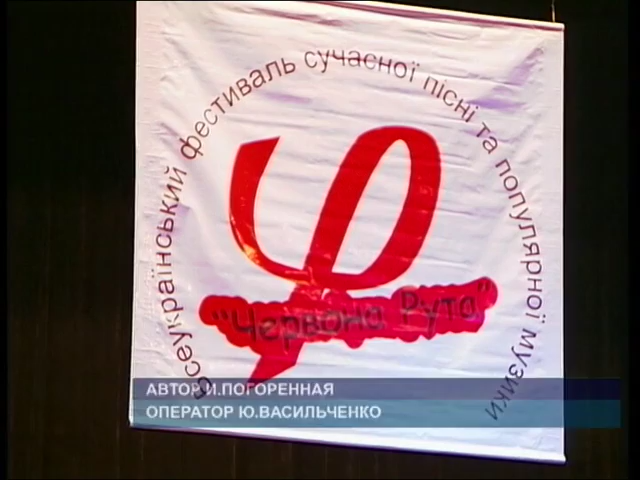 Всеукраїнський фестиваль сучасної пісні та популярної музики
φ
"Червона Рута"
АВТОР И.ПОГОРЕННАЯ
ОПЕРАТОР Ю.ВАСИЛЬЧЕНКО